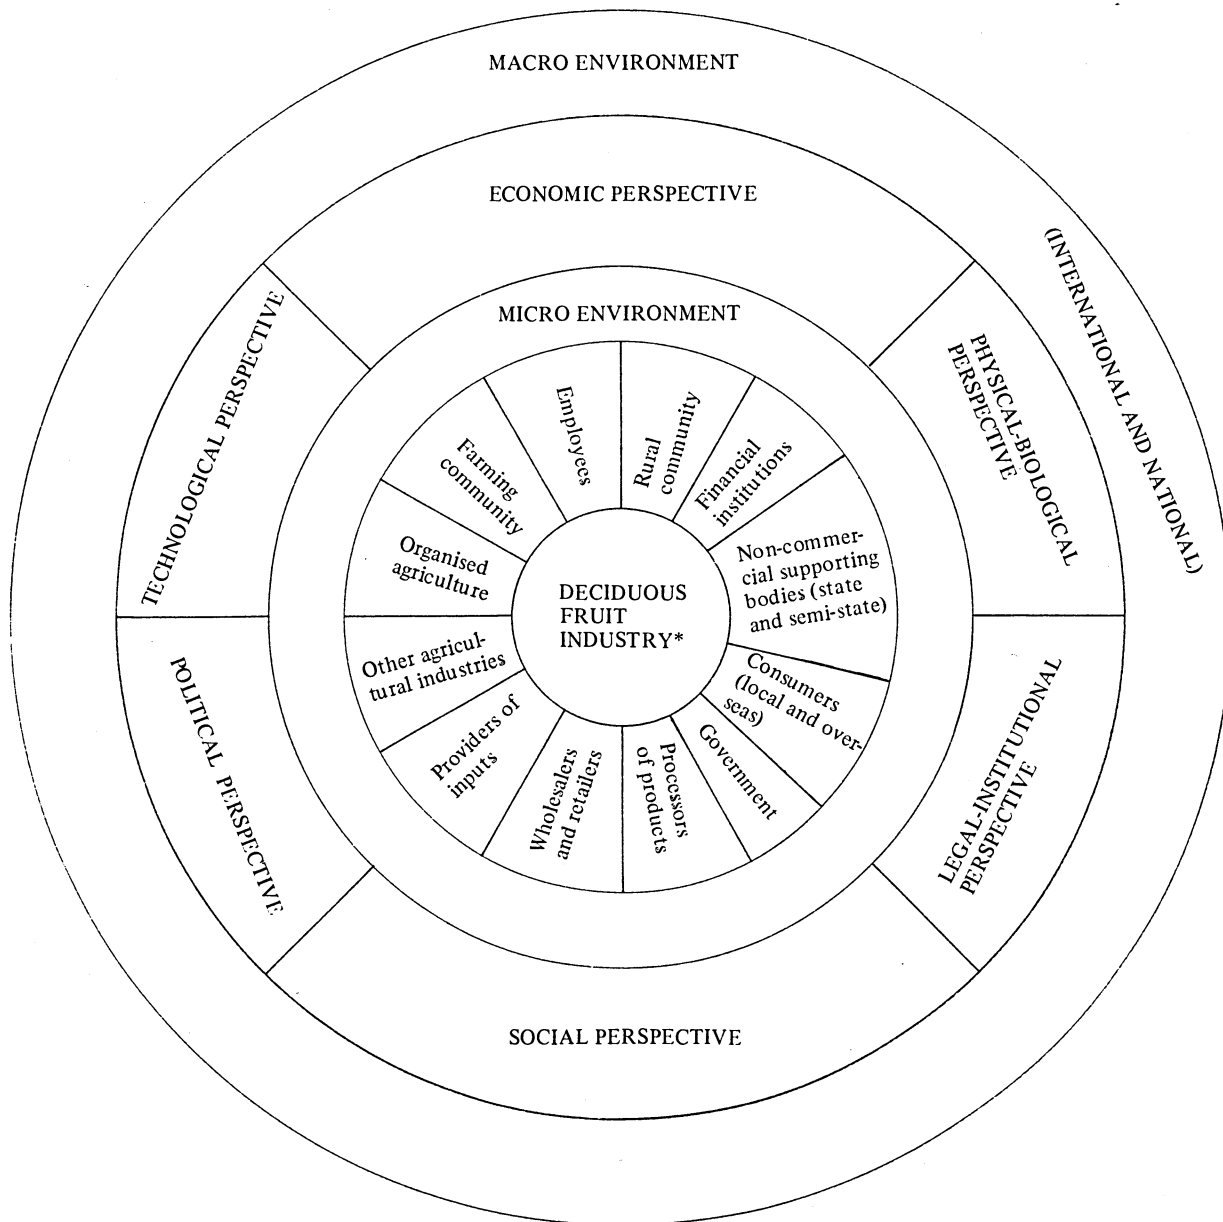 MACRO ENVIRONMENT
(INTERNATIONAL AND NATIONAL)
ECONOMIC PERSPECTIVE
PHYSICAL-BIOLOGICAL
PERSPECTIVE
LEGAL-INSTITUTIONAL
PERSPECTIVE
SOCIAL PERSPECTIVE
POLITICAL PERSPECTIVE
TECHNOLOGICAL PERSPECTIVE
MICRO ENVIRONMENT
Employees
Rural
community
Financial
institutions
Non-commer-
cial supporting
bodies (state
and semi-state)
Consumers
(local and over-
seas)
Government
Processors
of products
Wholesalers
and retailers
Providers of
inputs
Other agricul-
tural industries
Organised
agriculture
Farming
community
DECIDUOUS
FRUIT
INDUSTRY*